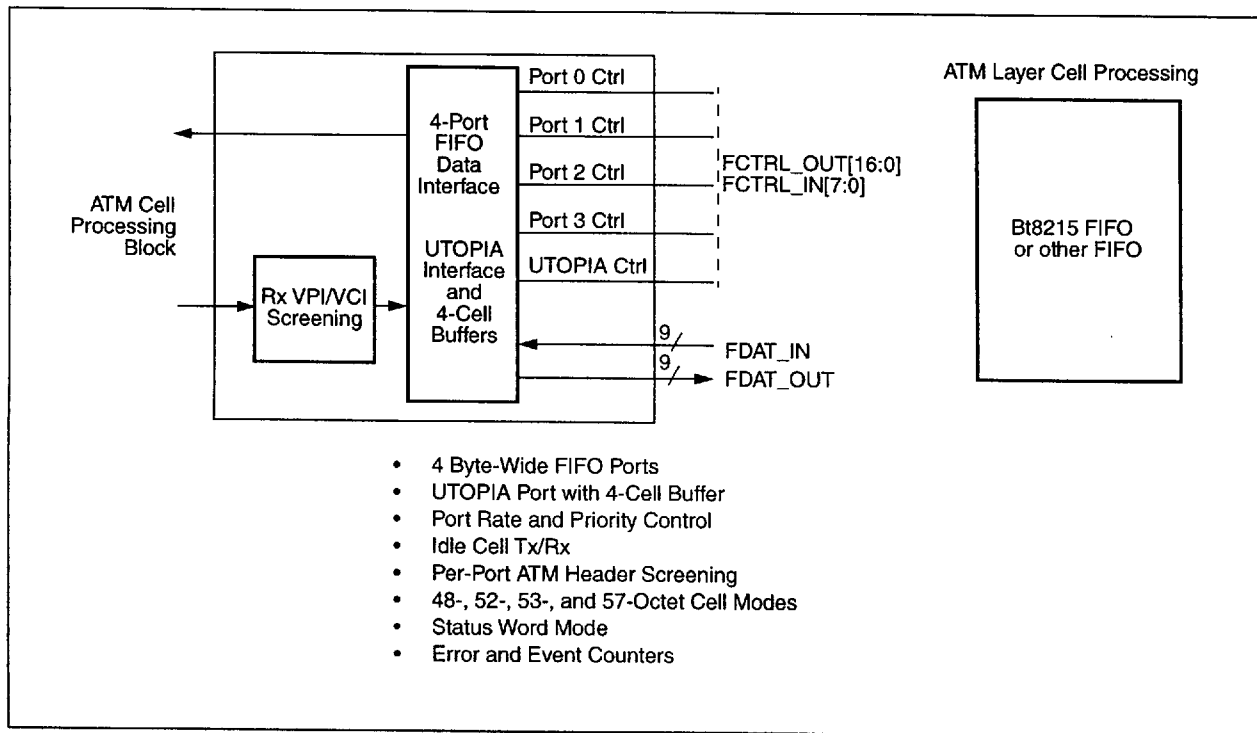 ATM Layer Cell Processing
Port 0 Ctrl
Port 1 Ctrl
Port 2 Ctrl
Port 3 Ctrl
UTOPIA Ctrl
4-Port
FIFO
Data
Interface
UTOPIA
Interface
and
4-Cell
Buffers
FCTRL_OUT[16:0]
FCTRL_IN[7:0]
ATM Cell
Processing
Block
Rx VPI/VCI
Screening
Bt8215 FIFO
or other FIFO
9
FDAT_IN
9
FDAT_OUT
• 4 Byte-Wide FIFO Ports
• UTOPIA Port with 4-Cell Buffer
• Port Rate and Priority Control
• Idle Cell Tx/Rx
• Per-Port ATM Header Screening
• 48-, 52-, 53-, and 57-Octet Cell Modes
• Status Word Mode
• Error and Event Counters